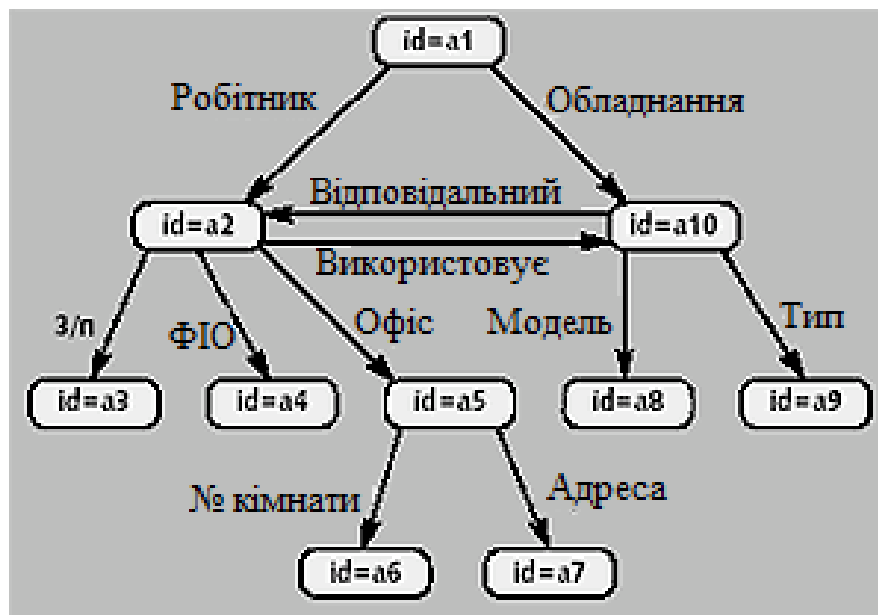 id=a1
Робітник
Обладнання
Відповідальний
id=a2
id=a10
Використовує
З/п
ФІО
Офіс
Модель
Тип
id=a3
id=a4
id=a5
id=a8
id=a9
№ кімнати
Адреса
id=a6
id=a7